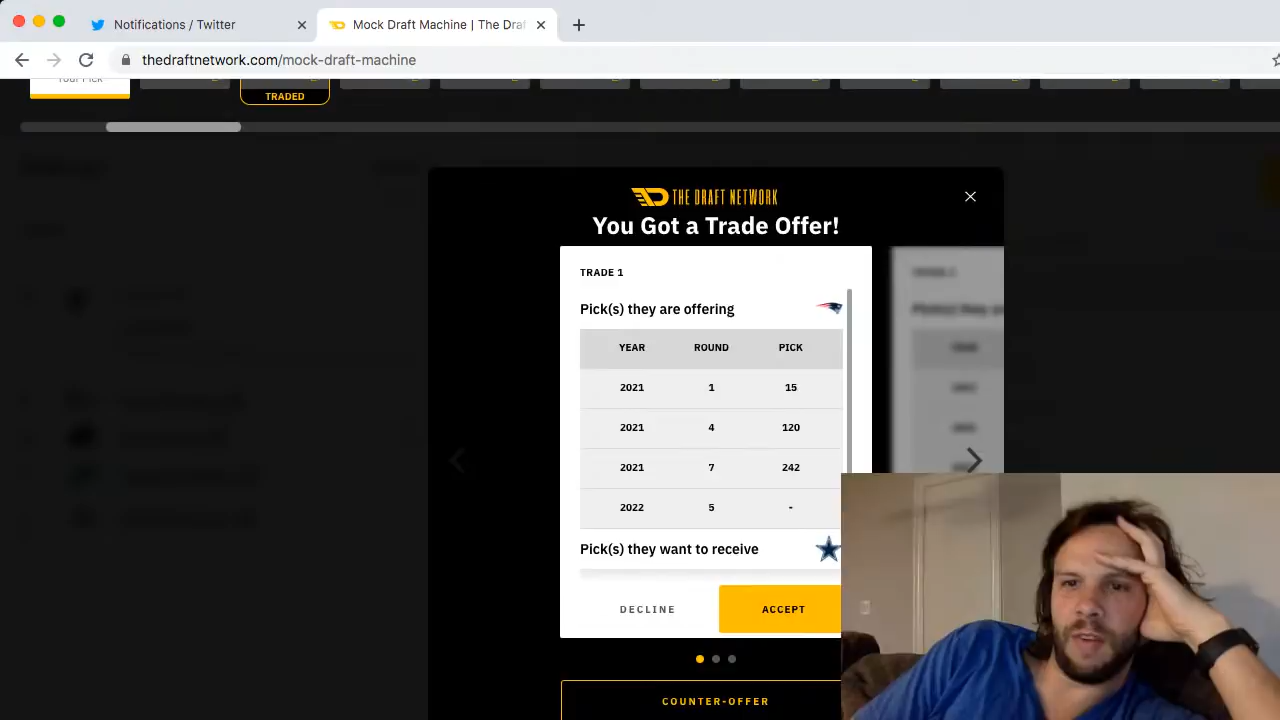 Notifications / Twitter
Mock Draft Machine | The Draf
thedraftnetwork.com/mock-draft-machine
Your Pick
TRADED
THE DRAFT NETWORK
You Got a Trade Offer!
TRADE 1
Pick(s) they are offering
YEAR ROUND PICK
2021 1 15
2021 4 120
2021 7 242
2022 5 -
Pick(s) they want to receive
DECLINE ACCEPT
COUNTER-OFFER